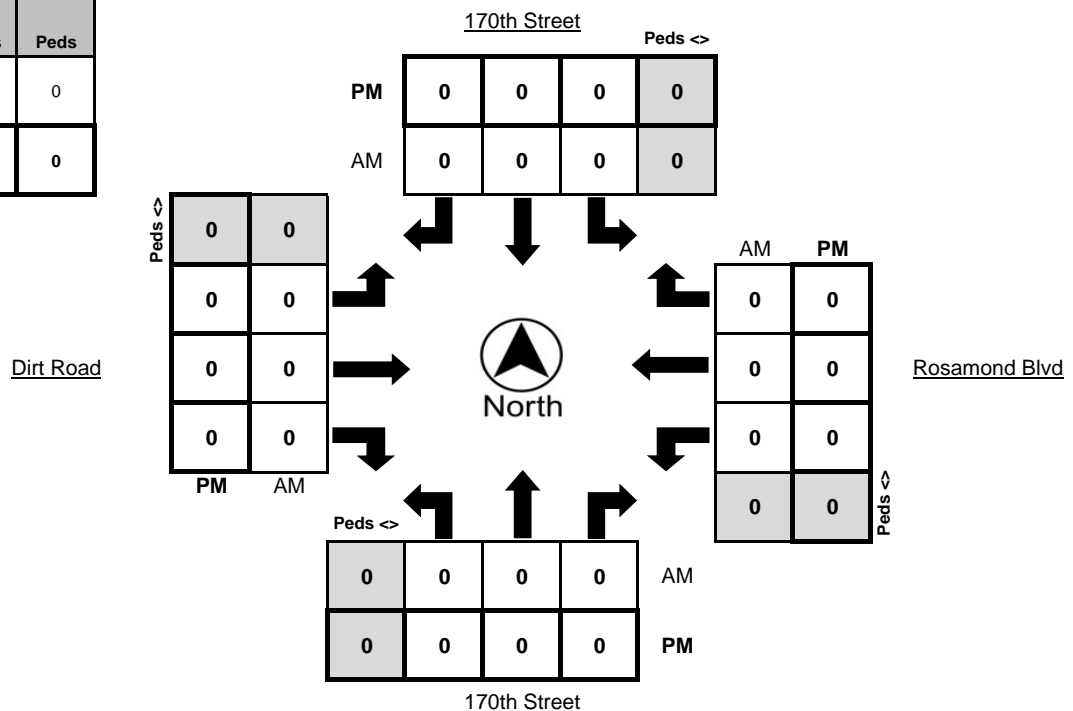 170th Street
Peds <>
Peds
0
0
PM 0 0 0 0
AM 0 0 0 0
Peds <>
0 0
0 0
0 0
0 0
PM AM
Dirt Road
North
AM PM
0 0
0 0
0 0
0 0
Peds <>
Rosamond Blvd
Peds <>
0 0 0 0 AM
0 0 0 0 PM
170th Street